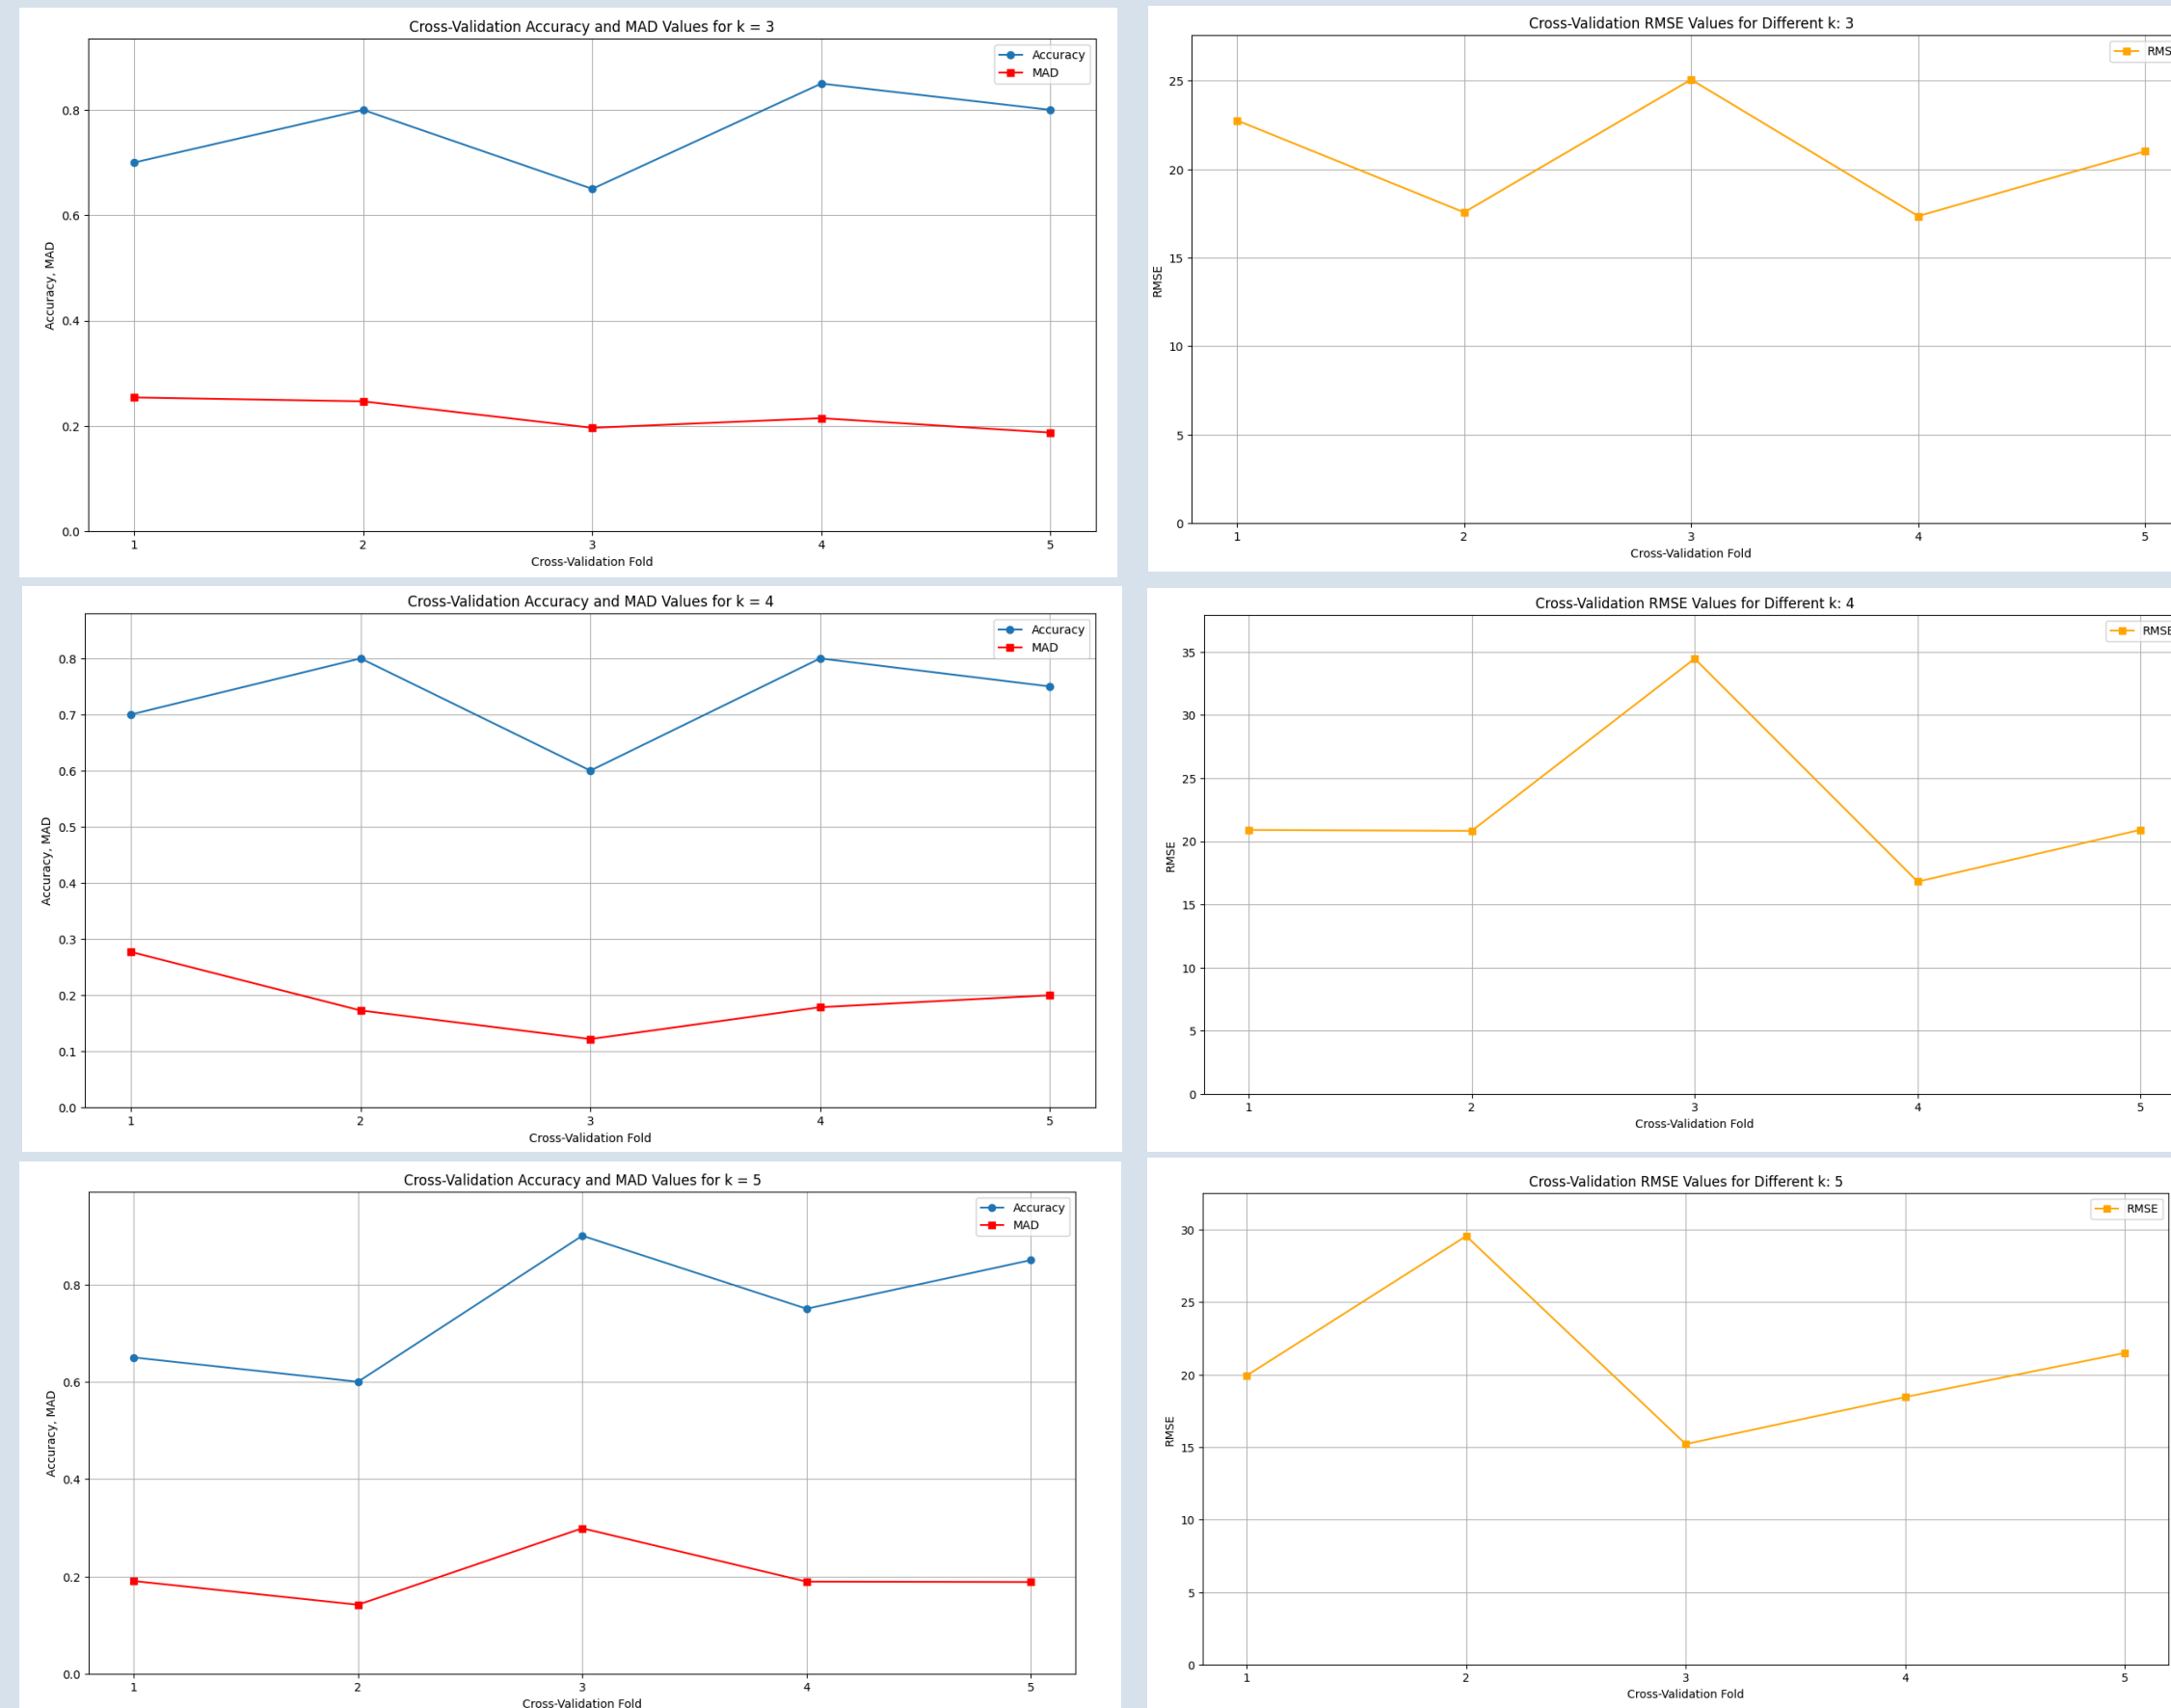 Cross-Validation Accuracy and MAD Values for k = 3
Accuracy
MAD
0.8
0.6
0.4
0.2
0.0
Accuracy, MAD
1 2 3 4 5
Cross-Validation Fold
Cross-Validation RMSE Values for Different k: 3
RMS
25
20
15
10
5
0
RMSE
1 2 3 4 5
Cross-Validation Fold
Cross-Validation Accuracy and MAD Values for k = 4
Accuracy
MAD
0.8
0.7
0.6
0.5
0.4
0.3
0.2
0.1
0.0
Accuracy, MAD
1 2 3 4 5
Cross-Validation Fold
Cross-Validation RMSE Values for Different k: 4
RMSE
35
30
25
20
15
10
5
0
RMSE
1 2 3 4 5
Cross-Validation Fold
Cross-Validation Accuracy and MAD Values for k = 5
Accuracy
MAD
0.8
0.6
0.4
0.2
0.0
Accuracy, MAD
1 2 3 4 5
Cross-Validation Fold
Cross-Validation RMSE Values for Different k: 5
RMSE
30
25
20
15
10
5
0
RMSE
1 2 3 4 5
Cross-Validation Fold